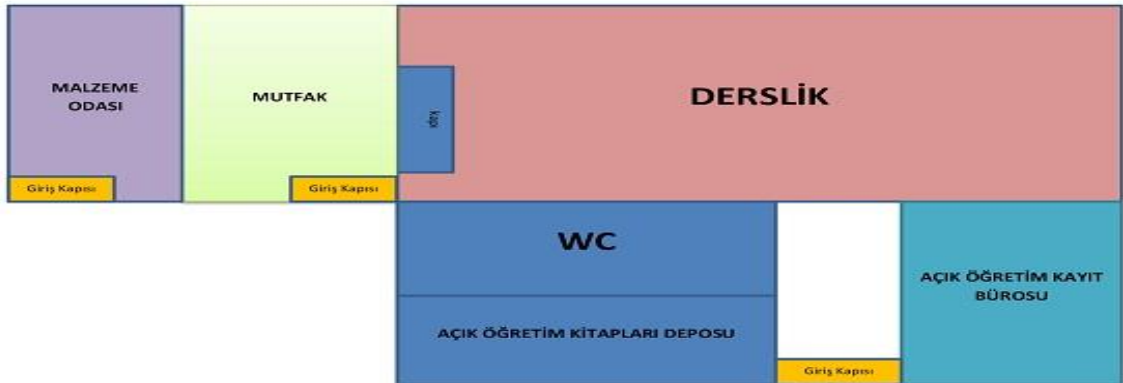 MALZEME
ODASI
MUTFAK
kapı
DERSLİK
Giriş Kapısı
Giriş Kapısı
WC
AÇIK ÖĞRETİM KAYIT
BÜROSU
AÇIK ÖĞRETİM KİTAPLARI DEPOSU
Giriş Kapısı